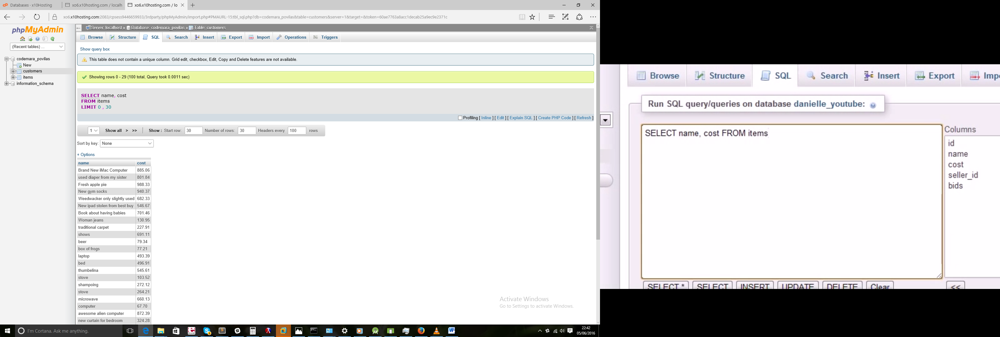 Databases - x10Hosting
xo6.x10hosting.com / localh
xo6.x10hosting.com / lo
xo6.x10hosting.com:2083/cpsess9446659933/3rdparty/phpMyAdmin/import.php#PMAURL-15:tbl_sql.php?db=codemara_povilas&table=customers&server=1&target=&token=60ae7763a8acc1decab25a9ec9e2371c
phpMyAdmin
(Recent tables) ...
codemara_povilas
New
customers
items
information_schema
Server: localhost » Database: codemara_povilas » Table: customers
Browse Structure SQL Search Insert Export Import Operations Triggers
Show query box
This table does not contain a unique column. Grid edit, checkbox, Edit, Copy and Delete features are not available.
Showing rows 0 - 29 (100 total, Query took 0.0011 sec)
SELECT name, cost
FROM items
LIMIT 0 , 30
Profiling [ Inline ] [ Edit ] [ Explain SQL ] [ Create PHP Code ] [ Refresh ]
1 Show all > >> Show : Start row: 30 Number of rows: 30 Headers every 100 rows
Sort by key: None
+ Options
name cost
Brand New iMac Computer 885.06
used diaper from my sister 801.84
Fresh apple pie 988.33
New gym socks 940.37
Weedwacker only slightly used 682.33
New ipad stolen from best buy 546.67
Book about having babies 701.46
Woman jeans 130.95
traditional carpet 227.91
shows 691.11
beer 79.34
box of frogs 77.21
laptop 493.39
bed 496.91
thumbelina 545.61
stove 103.52
shampoing 272.12
stove 264.21
microwave 660.13
computer 67.70
awesome alien computer 872.39
new curtain for bedroom 324.28
Activate Windows
Go to Settings to activate Windows.
I'm Cortana. Ask me anything.
22:42
05/06/2016
Browse Structure SQL Search Insert Export Impo
Run SQL query/queries on database danielle_youtube:
SELECT name, cost FROM items
Columns
id
name
cost
seller_id
bids
SELECT * SELECT INSERT UPDATE DELETE Clear <<